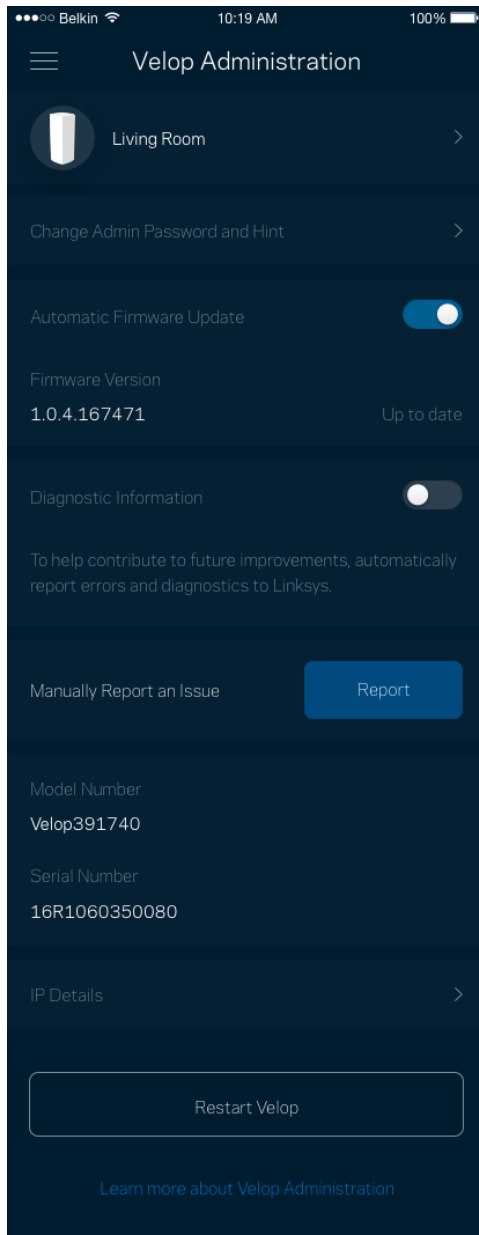 Belkin 10:19 AM 100%
Velop Administration
Living Room
Change Admin Password and Hint
Automatic Firmware Update
Firmware Version
1.0.4.167471 Up to date
Diagnostic Information
To help contribute to future improvements, automatically
report errors and diagnostics to Linksys.
Manually Report an Issue Report
Model Number
Velop391740
Serial Number
16R1060350080
IP Details
Restart Velop
Learn more about Velop Administration